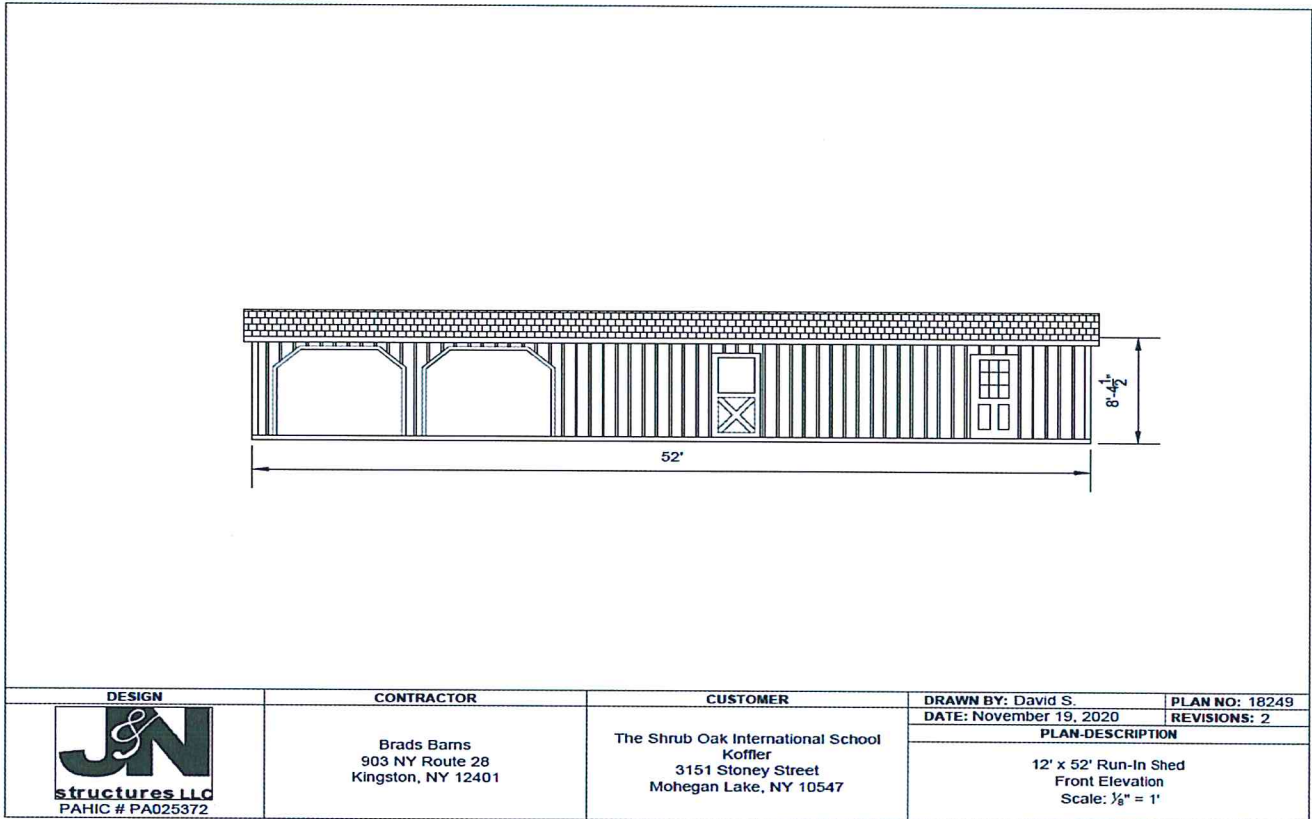 8'-4 1/2"
52'
DESIGN
J&N
structures LLC
PAHIC # PA025372
CONTRACTOR
Brads Barns
903 NY Route 28
Kingston, NY 12401
CUSTOMER
The Shrub Oak International School
Koffler
3151 Stoney Street
Mohegan Lake, NY 10547
DRAWN BY: David S.
PLAN NO: 18249
DATE: November 19, 2020
REVISIONS: 2
PLAN-DESCRIPTION
12' x 52' Run-In Shed
Front Elevation
Scale: ⅛" = 1'